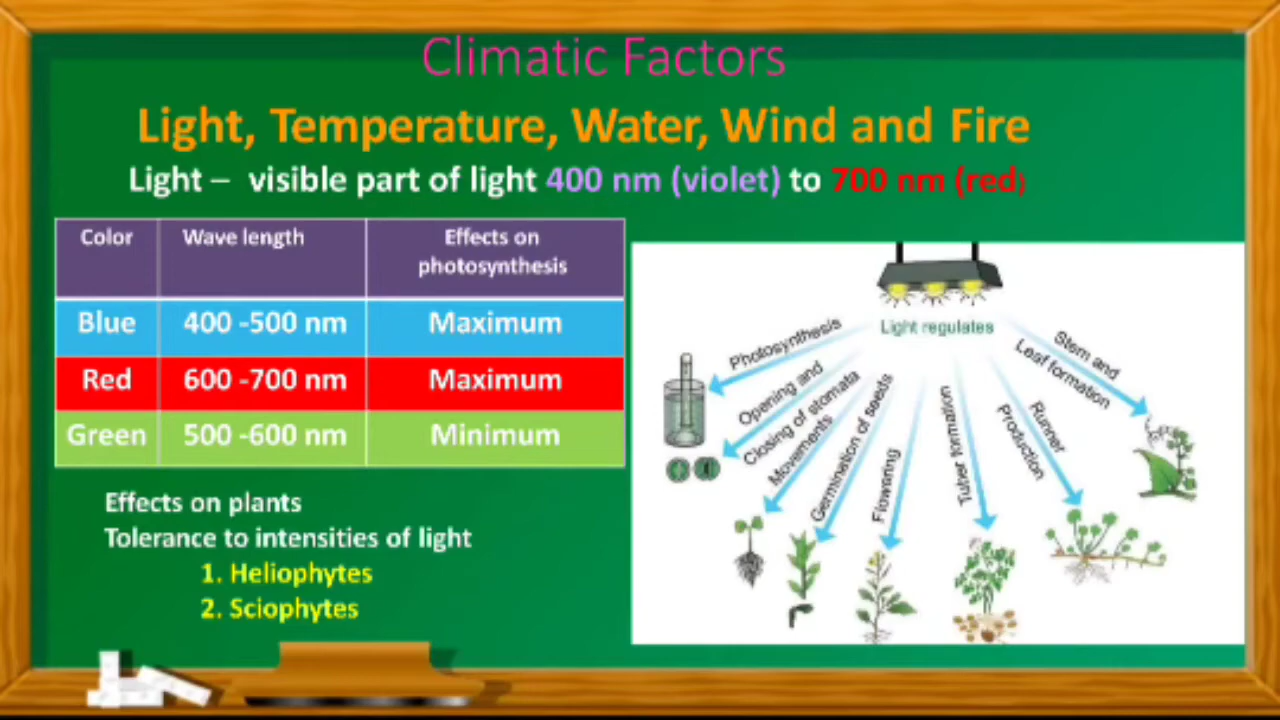 Climatic Factors
Light, Temperature, Water, Wind and Fire
Light – visible part of light 400 nm (violet) to 700 nm (red)
Color Wave length Effects on photosynthesis
Blue 400 -500 nm Maximum
Red 600 -700 nm Maximum
Green 500 -600 nm Minimum
Effects on plants
Tolerance to intensities of light
1. Heliophytes
2. Sciophytes
Light regulates
Photosynthesis
Opening and
Closing of stomata
Movements
Germination of seeds
Flowering
Tuber formation
Runner
Production
Stem and
Leaf formation